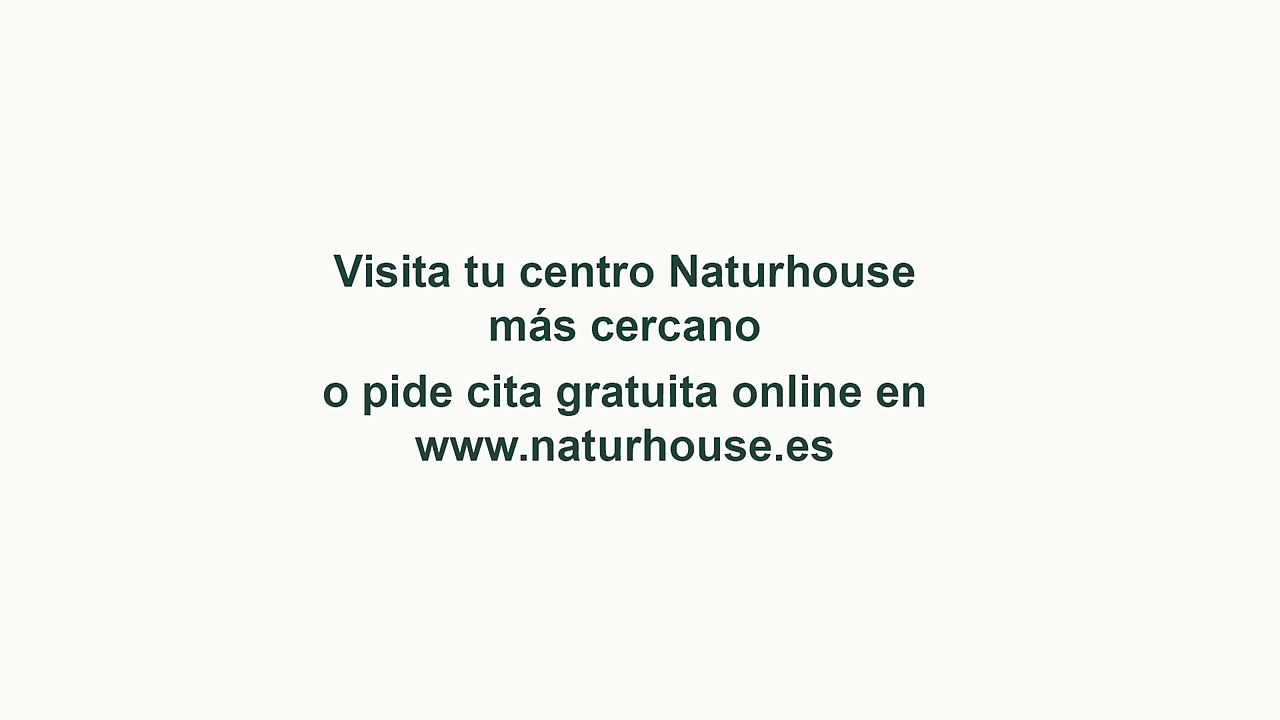 Visita tu centro Naturhouse
más cercano
o pide cita gratuita online en
www.naturhouse.es